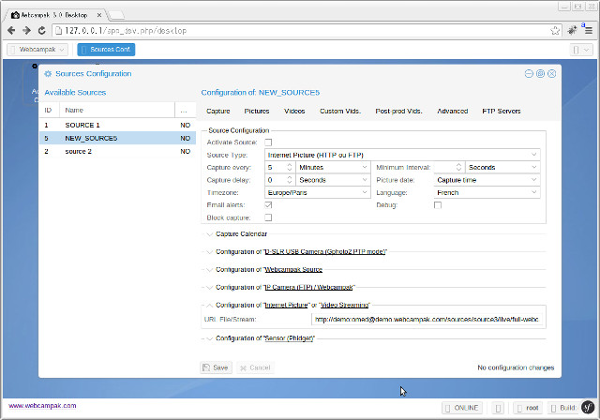 Webcampak 3.0 Desktop
127.0.0.1/spo_dev.php/desktop
Webcampak
Sources Conf.
Sources Configuration
Available Sources
Configuration of: NEW_SOURCE5
ID Name ...
Capture Pictures Videos Custom Vids. Post-prod Vids. Advanced FTP Servers
1 SOURCE 1 NO
5 NEW_SOURCE5 NO
2 source 2 NO
Source Configuration
Activate Source:
Source Type: Internet Picture (HTTP ou FTP)
Capture every: 5 Minutes Minimum Interval: Seconds
Capture delay: 0 Seconds Picture date: Capture time
Timezone: Europe/Paris Language: French
Email alerts: Debug:
Block capture:
Capture Calendar
Configuration of "D-SLR USB Camera (Gphoto2 PTP mode)"
Configuration of "Webcampak Source
Configuration of "IP Camera (FTP) / Webcampak"
Configuration of "Internet Picture" or "Video Streaming"
URL File/Stream: http://demo:nmed@demo.webcampak.com/sources/source3/live/full-webc
Configuration of "Sensor (Phidget)"
Save Cancel No configuration changes
www.webcampak.com ONLINE root Build: sf